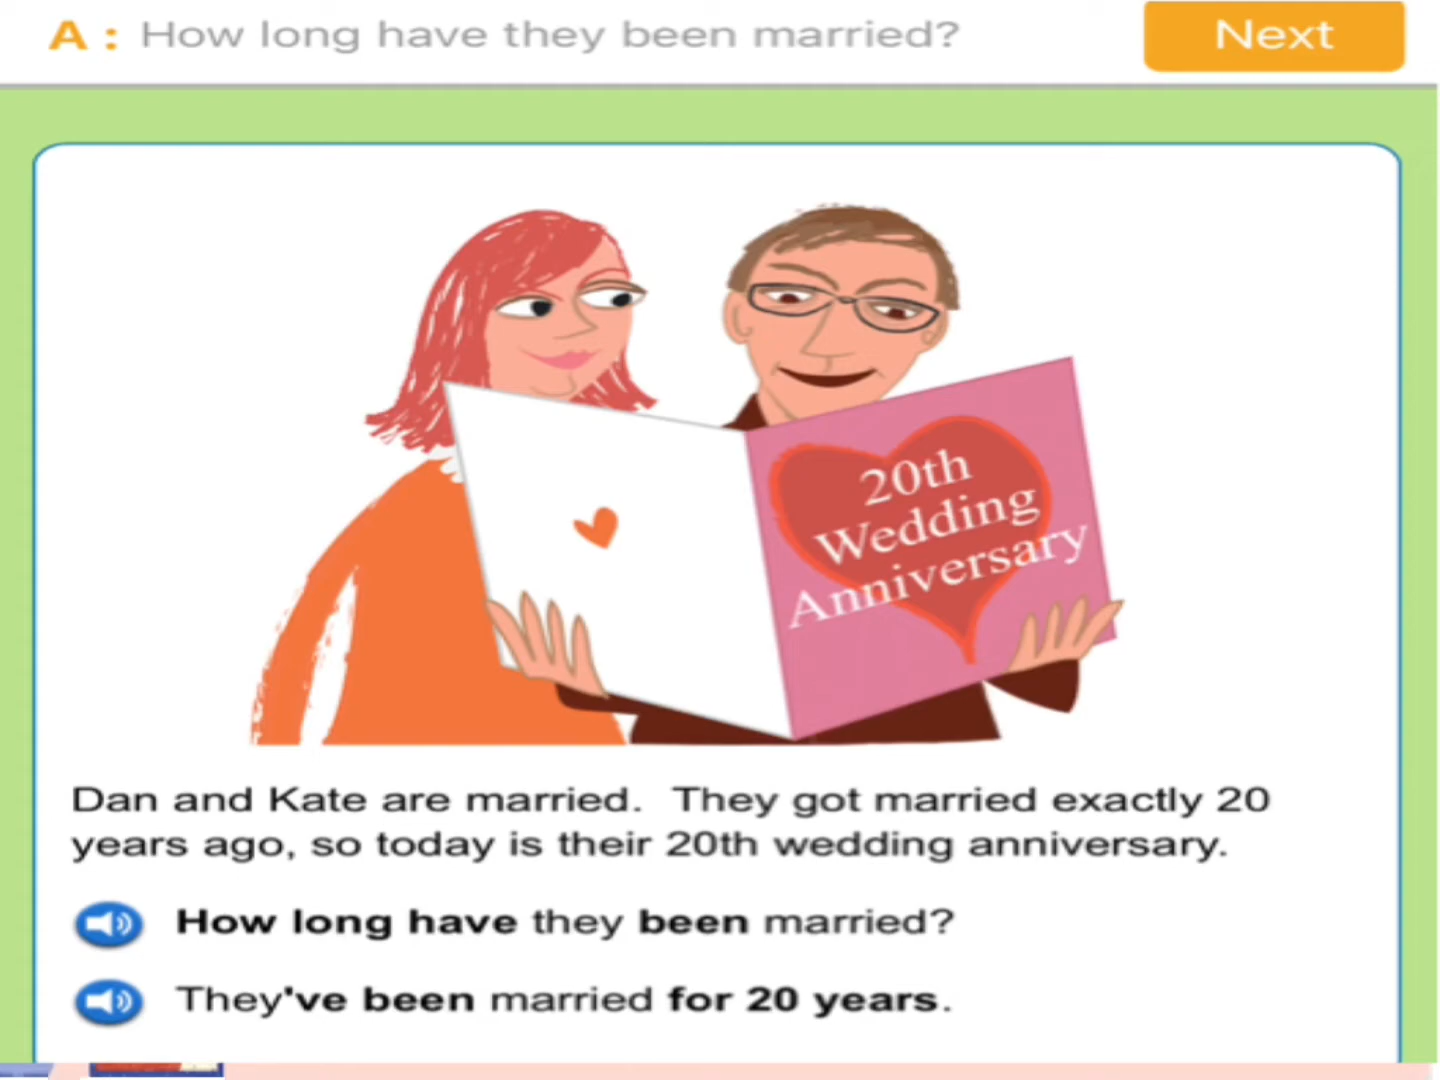 A : How long have they been married?
Next
20th
Wedding
Anniversary
Dan and Kate are married. They got married exactly 20
years ago, so today is their 20th wedding anniversary.
How long have they been married?
They've been married for 20 years.